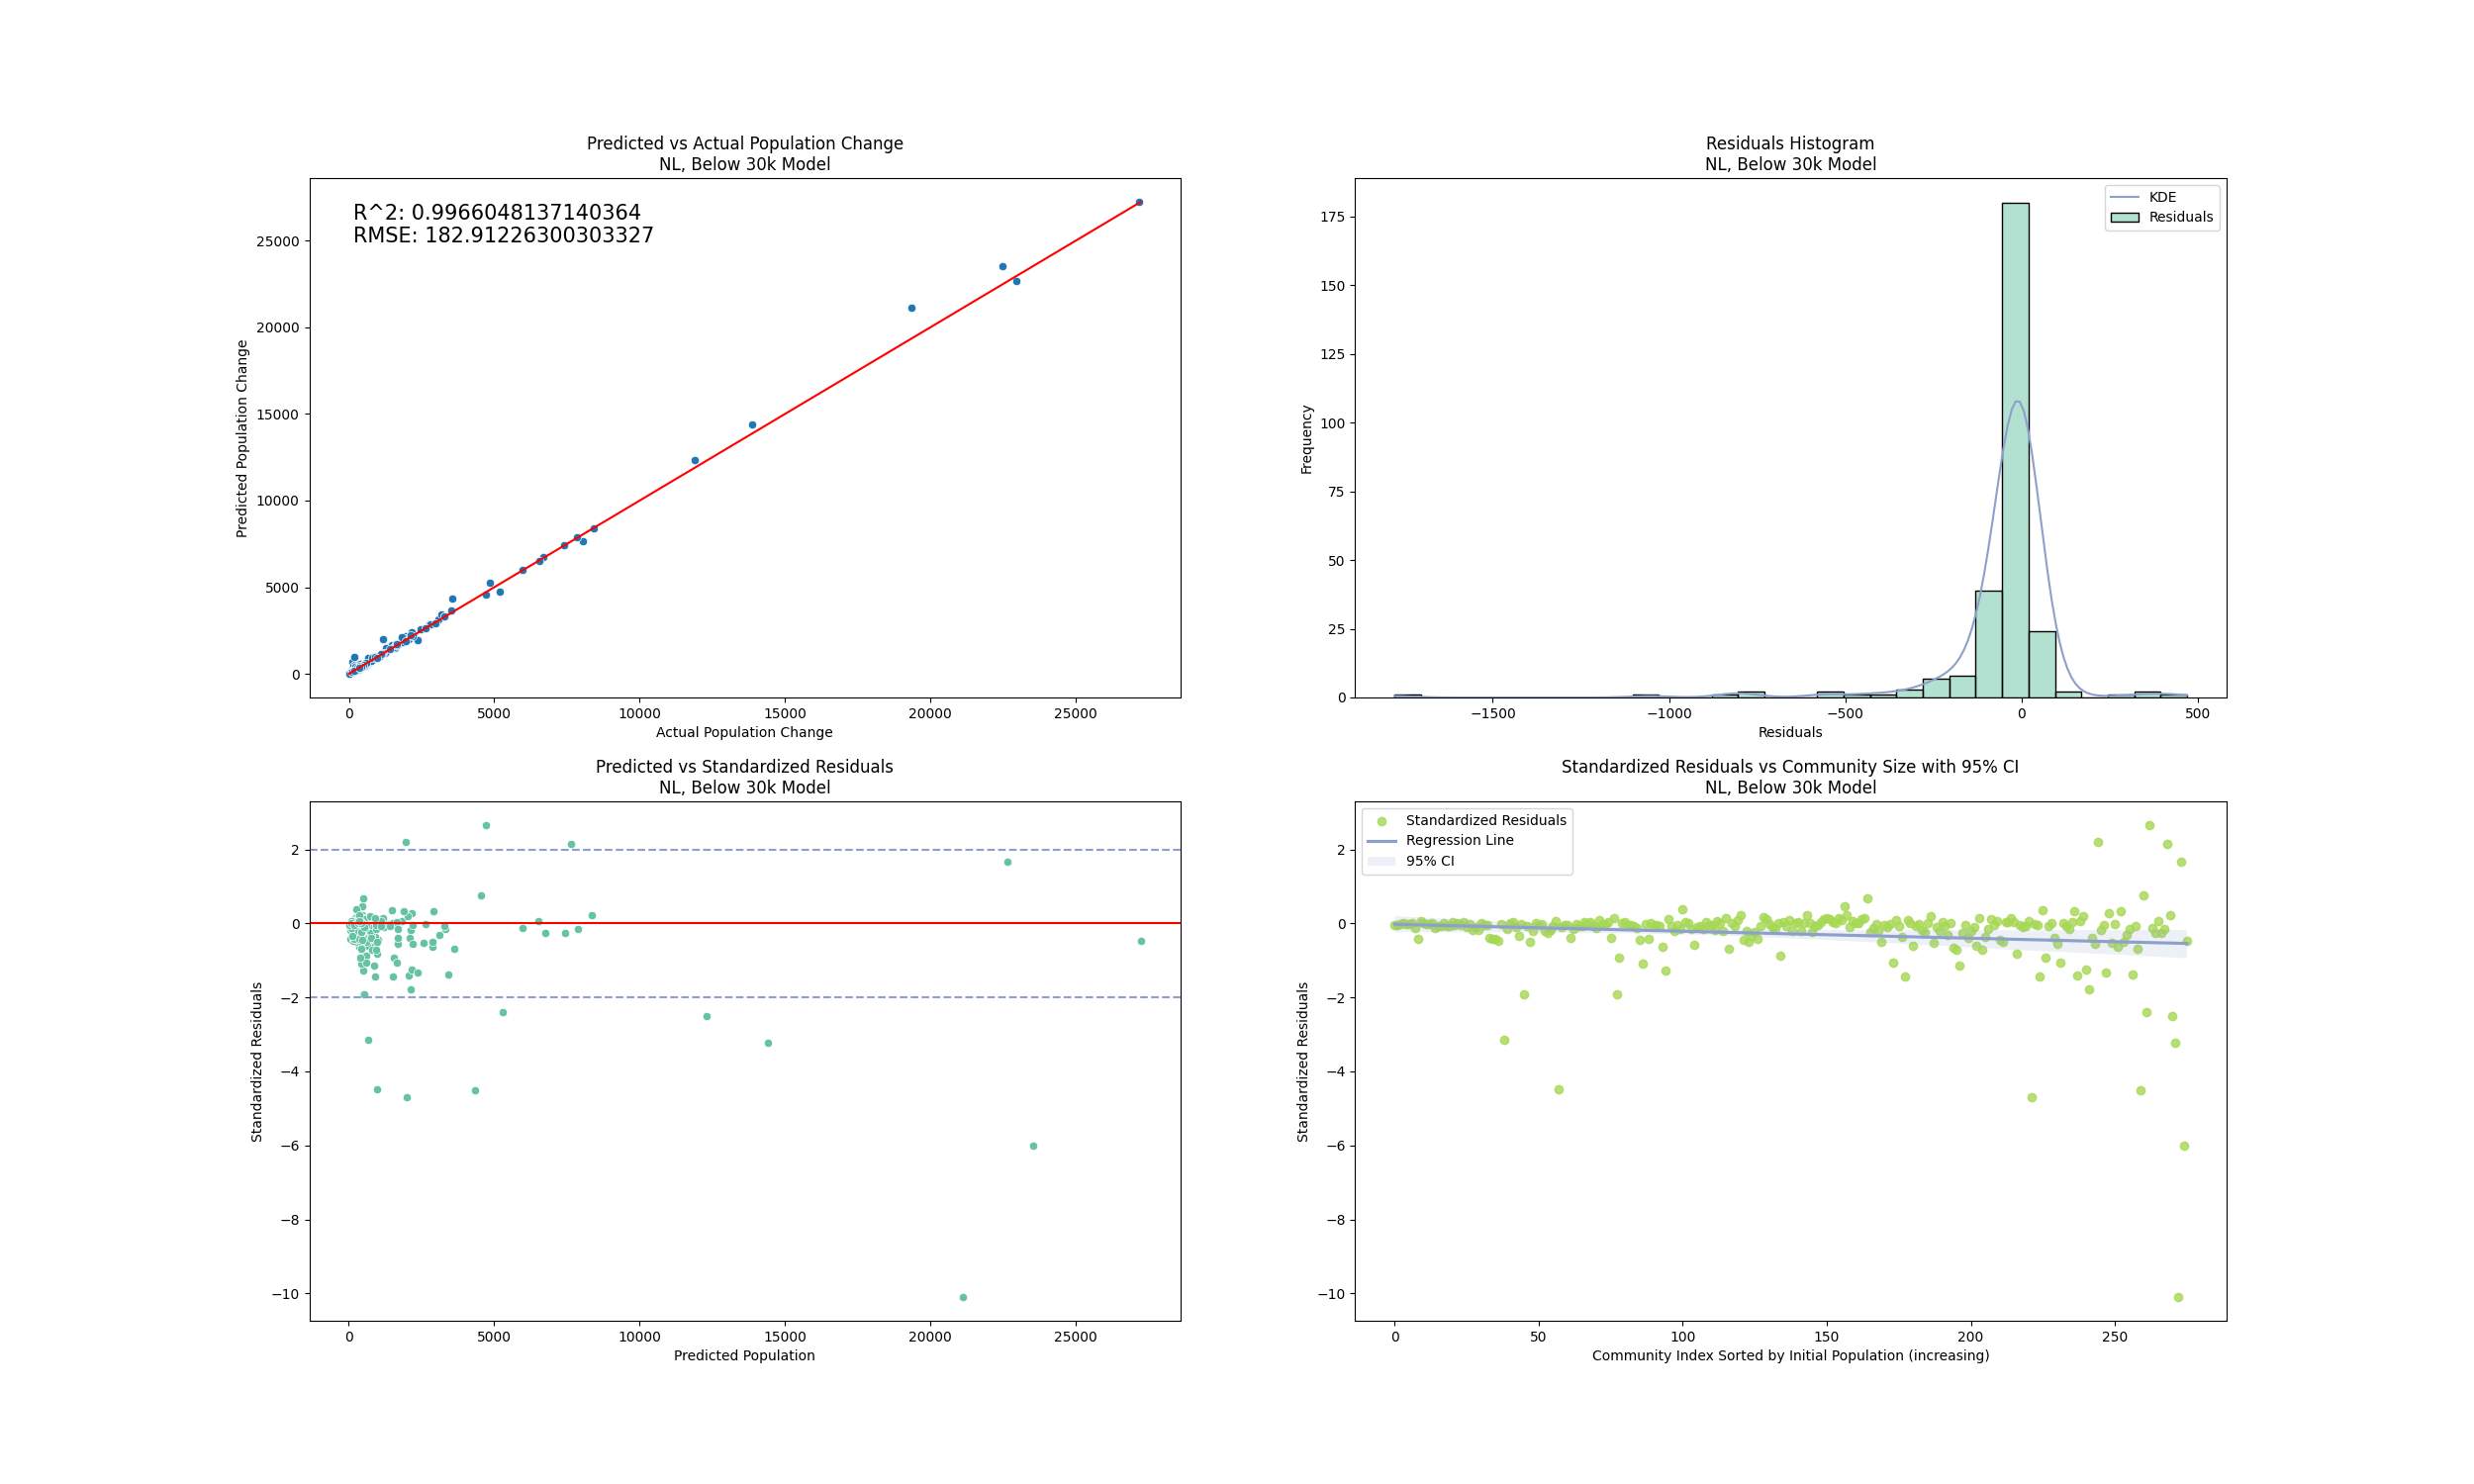 Predicted vs Actual Population Change
NL, Below 30k Model
R^2: 0.9966048137140364
RMSE: 182.91226300303327
25000
20000
15000
10000
5000
0
Predicted Population Change
0
5000
10000
15000
20000
25000
Actual Population Change
Residuals Histogram
NL, Below 30k Model
KDE
Residuals
175
150
125
100
75
50
25
0
Frequency
−1500
−1000
−500
0
500
Residuals
Predicted vs Standardized Residuals
NL, Below 30k Model
2
0
−2
−4
−6
−8
−10
Standardized Residuals
0
5000
10000
15000
20000
25000
Predicted Population
Standardized Residuals vs Community Size with 95% CI
NL, Below 30k Model
Standardized Residuals
Regression Line
95% CI
2
0
−2
−4
−6
−8
−10
Standardized Residuals
0
50
100
150
200
250
Community Index Sorted by Initial Population (increasing)